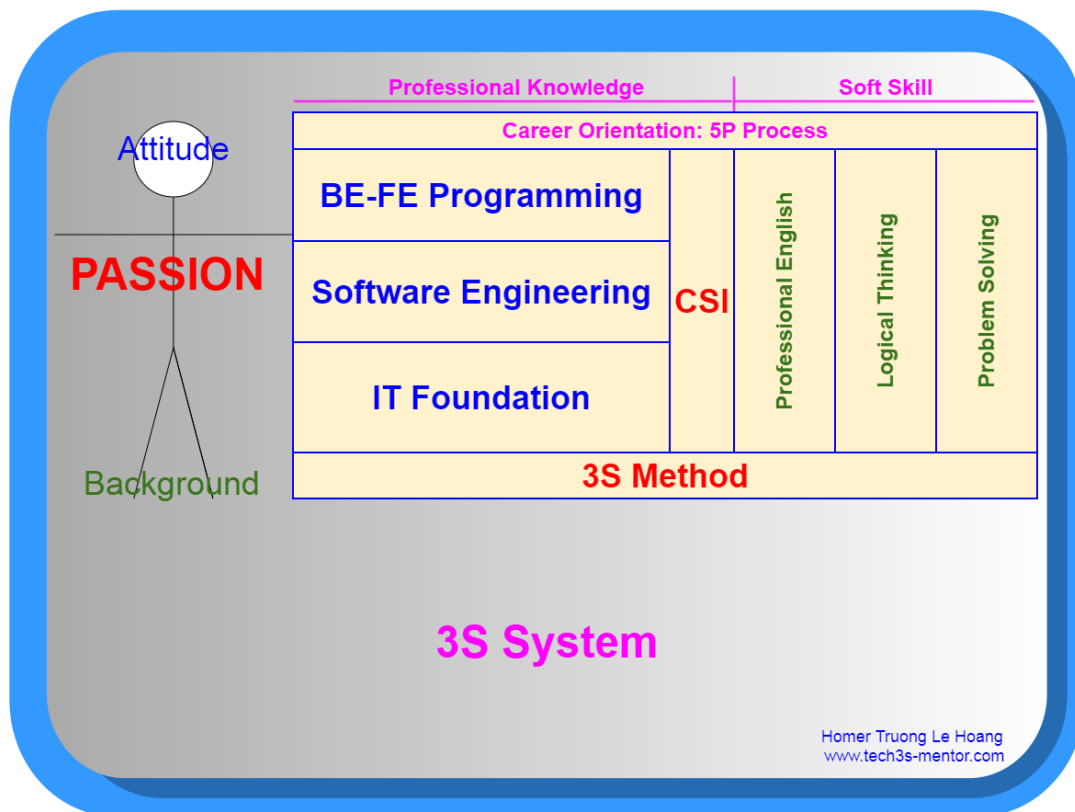 Professional Knowledge
Soft Skill
Career Orientation: 5P Process
Attitude
BE-FE Programming
PASSION
Software Engineering
CSI
Professional English
Logical Thinking
Problem Solving
IT Foundation
Background
3S Method
3S System
Homer Truong Le Hoang
www.tech3s-mentor.com